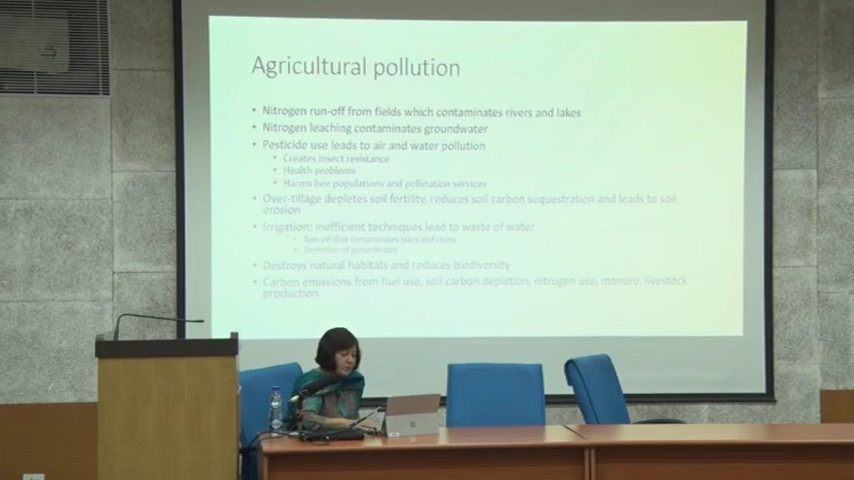 Agricultural pollution
• Nitrogen run-off from fields which contaminates rivers and lakes
• Nitrogen leaching contaminates groundwater
• Pesticide use leads to air and water pollution
• Creates insect resistance
• Health problems
• Harms bee populations and pollination services
• Over-tillage depletes soil fertility, reduces soil carbon sequestration and leads to soil
erosion
• Irrigation: inefficient techniques lead to waste of water
• Run-off that contaminates lakes and rivers
• Depletion of groundwater
• Destroys natural habitats and reduces biodiversity
• Carbon emissions from fuel use, soil carbon depletion, nitrogen use, manure, livestock
production